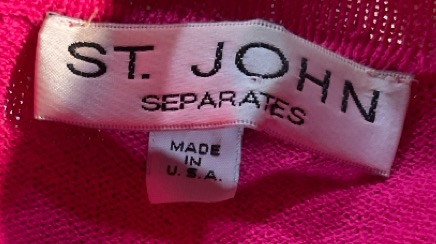 ST. JOHN
SEPARATES
MADE
IN
U.S.A.